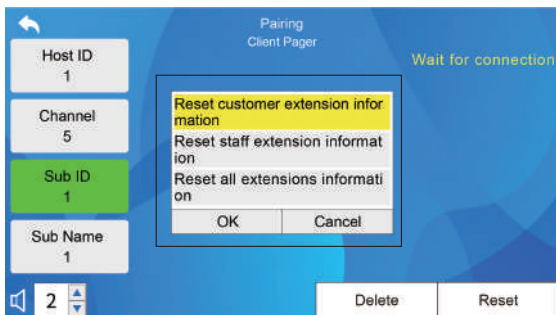 Pairing
Client Pager
Wait for connection
Host ID
1
Channel
5
Sub ID
1
Sub Name
1
Reset customer extension infor
mation
Reset staff extension informat
ion
Reset all extensions informati
on
OK Cancel
2
Delete Reset